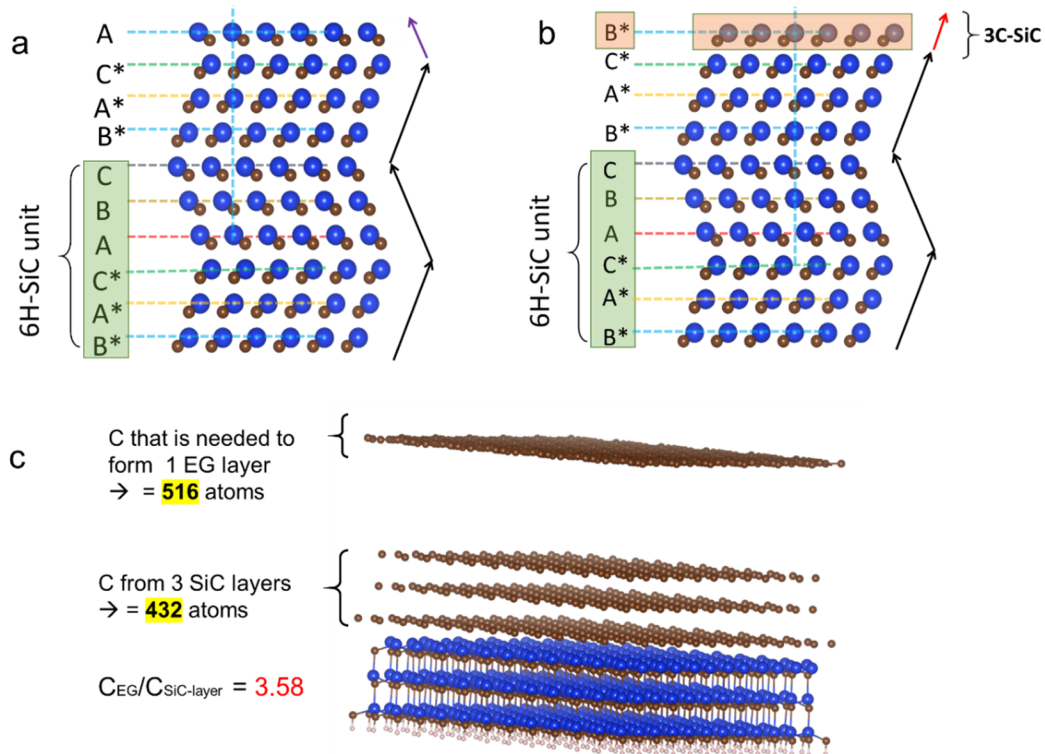 a
A
C*
A*
B*
C
B
A
C*
A*
B*
6H-SiC unit
b
B*
C*
A*
B*
C
B
A
C*
A*
B*
6H-SiC unit
3C-SiC
c
C that is needed to
form 1 EG layer
→ = 516 atoms
C from 3 SiC layers
→ = 432 atoms
CEG/CSiC-layer = 3.58